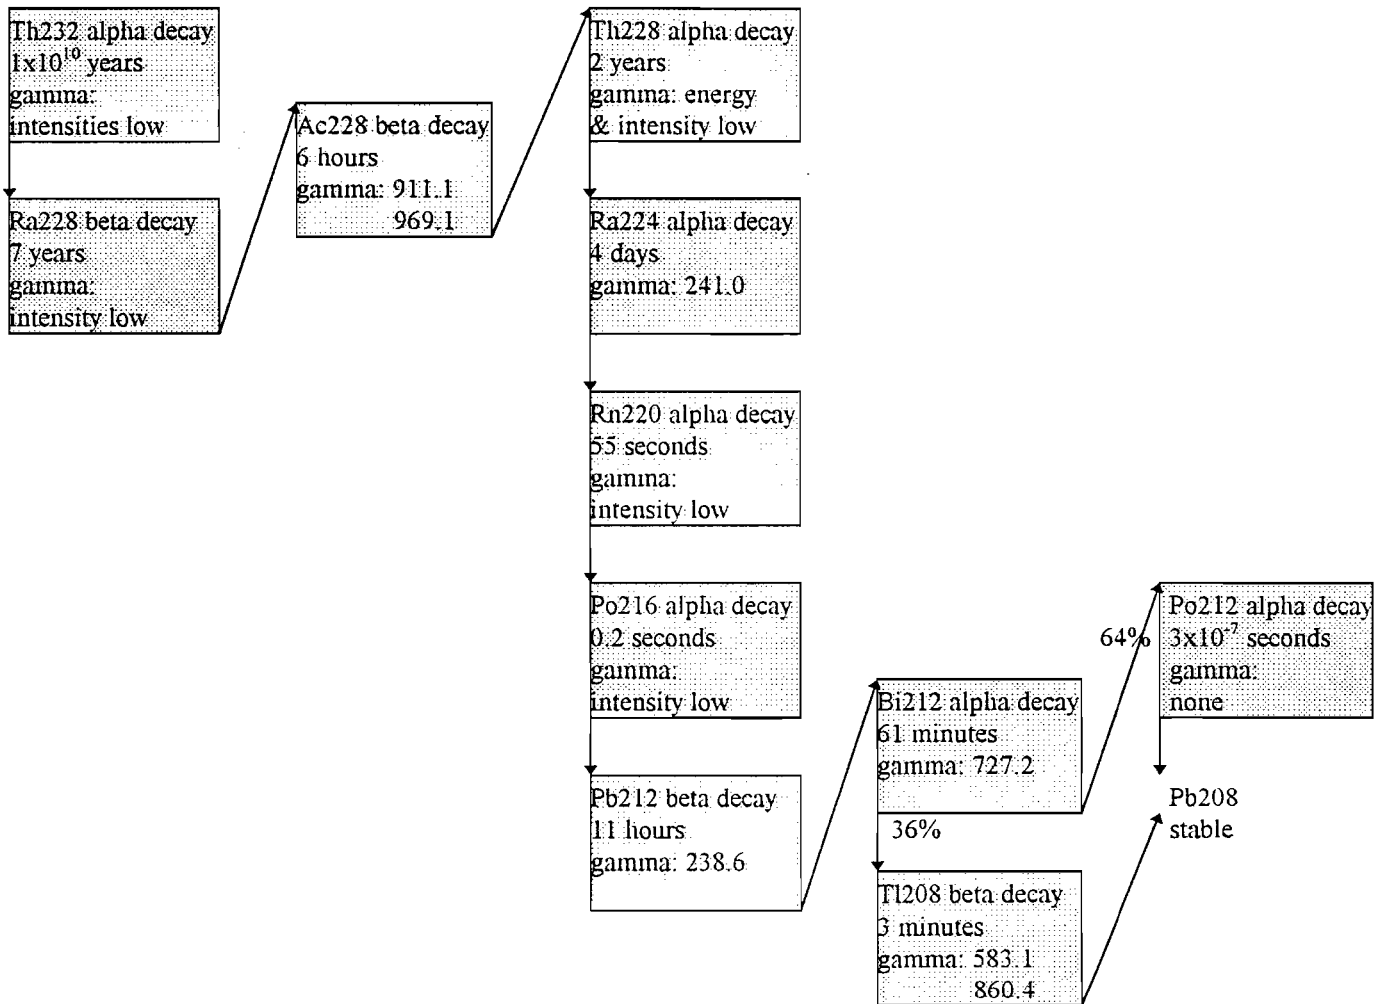 Th232 alpha decay
1x10¹⁰ years
gamma:
intensities low
Ra228 beta decay
7 years
gamma:
intensity low
Ac228 beta decay
6 hours
gamma: 911.1
969.1
Th228 alpha decay
2 years
gamma: energy
& intensity low
Ra224 alpha decay
4 days
gamma: 241.0
Rn220 alpha decay
55 seconds
gamma:
intensity low
Po216 alpha decay
0.2 seconds
gamma:
intensity low
Pb212 beta decay
11 hours
gamma: 238.6
Bi212 alpha decay
61 minutes
gamma: 727.2
36%
64%
Tl208 beta decay
3 minutes
gamma: 583.1
860.4
Po212 alpha decay
3x10⁻⁷ seconds
gamma:
none
Pb208
stable